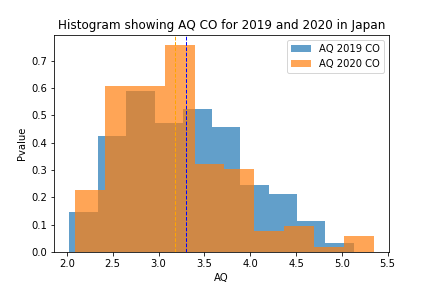 Histogram showing AQ CO for 2019 and 2020 in Japan
AQ 2019 CO
AQ 2020 CO
0.7
0.6
0.5
0.4
0.3
0.2
0.1
0.0
Pvalue
2.0 2.5 3.0 3.5 4.0 4.5 5.0 5.5
AQ